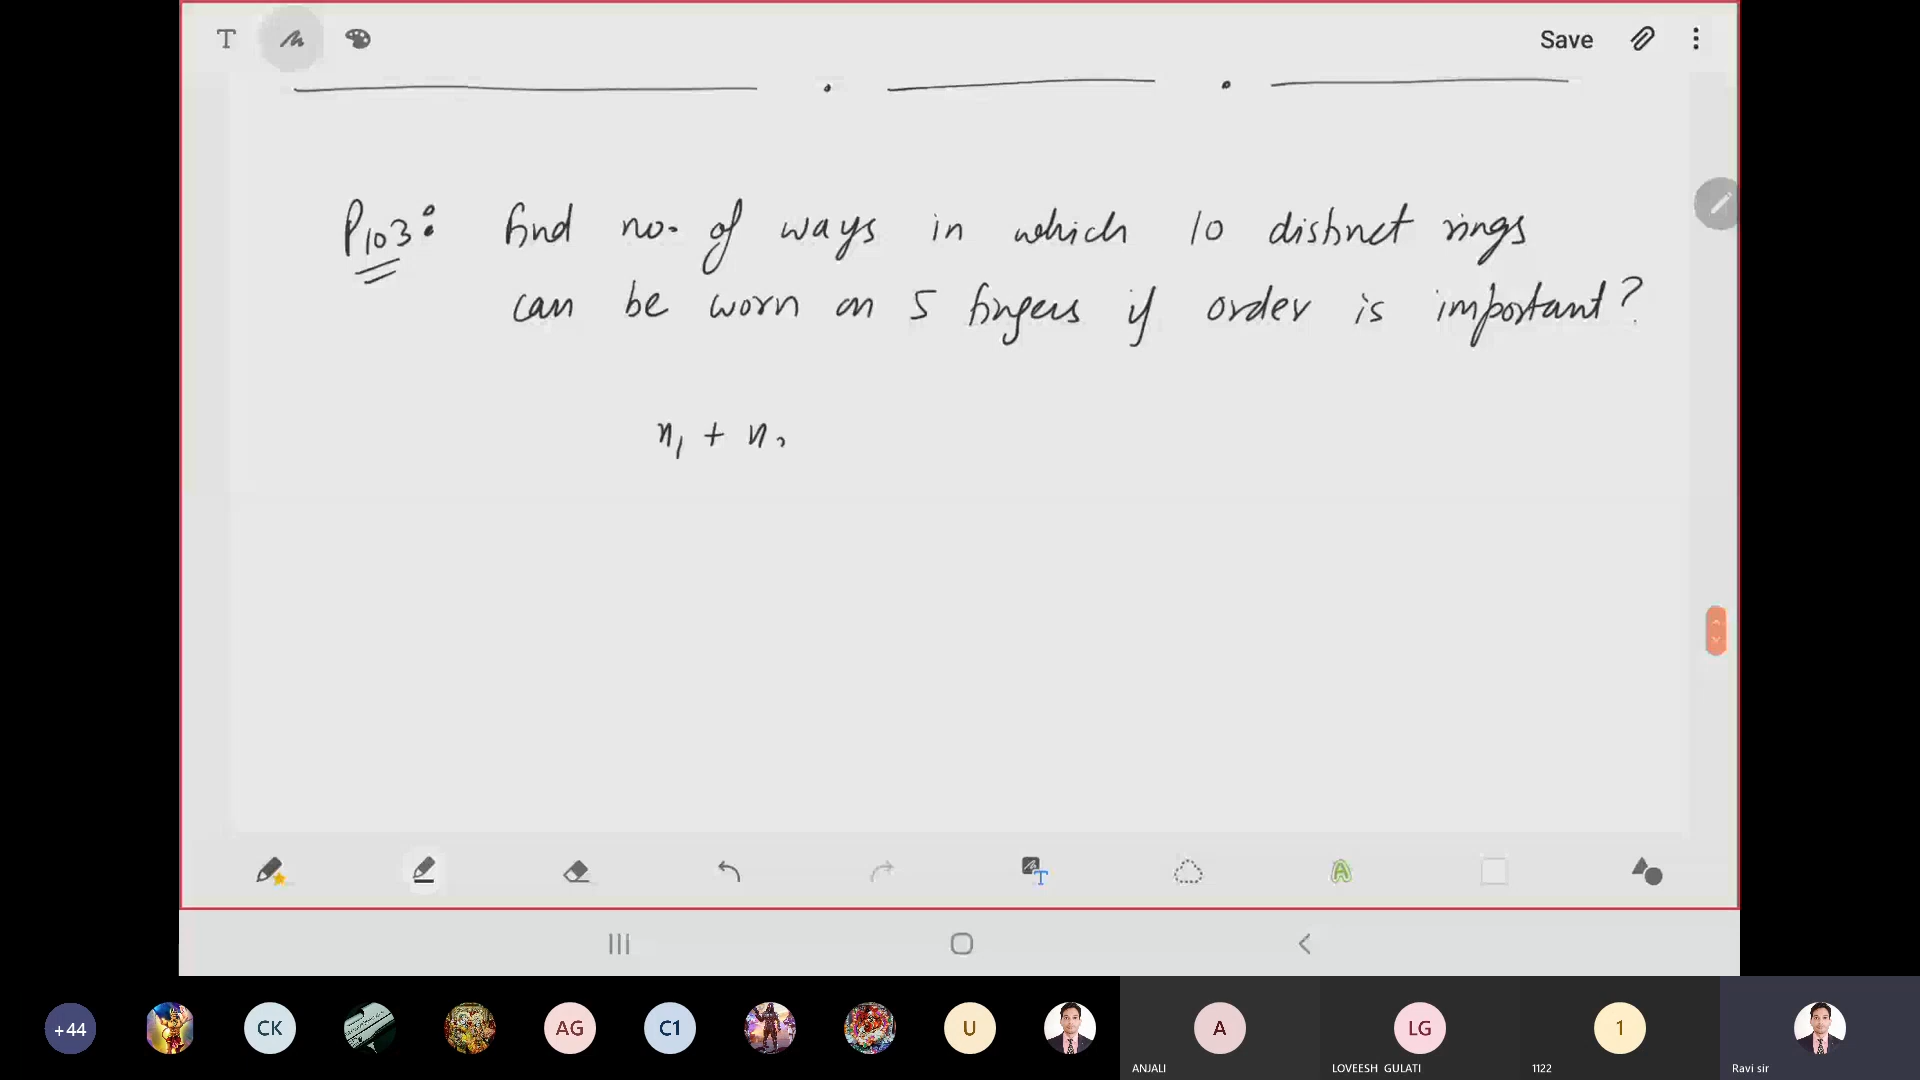 T Save
P103: find no. of ways in which 10 distinct rings
can be worn on 5 fingers if order is important?
n1 + n2
T
A
+44 CK AG C1 U A LG 1
ANJALI LOVEESH GULATI 1122 Ravi sir